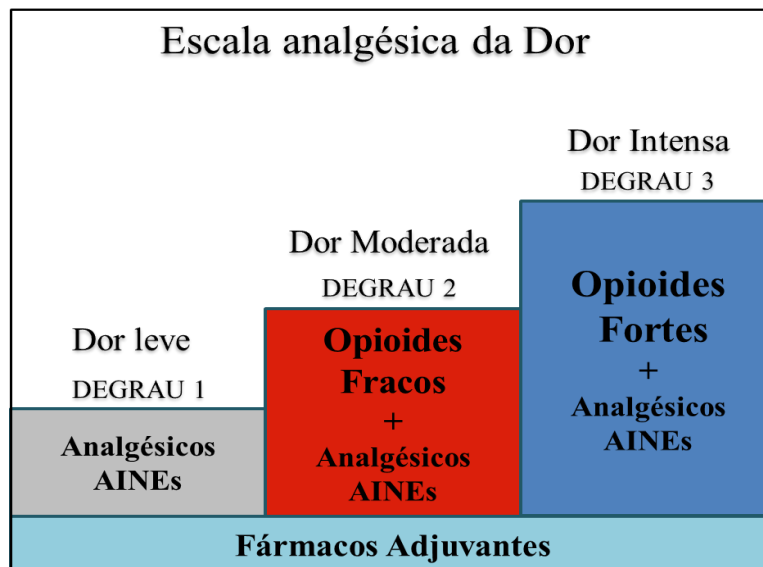 Escala analgésica da Dor
Dor leve
DEGRAU 1
Analgésicos
AINEs
Dor Moderada
DEGRAU 2
Opioides
Fracos
+
Analgésicos
AINEs
Dor Intensa
DEGRAU 3
Opioides
Fortes
+
Analgésicos
AINEs
Fármacos Adjuvantes